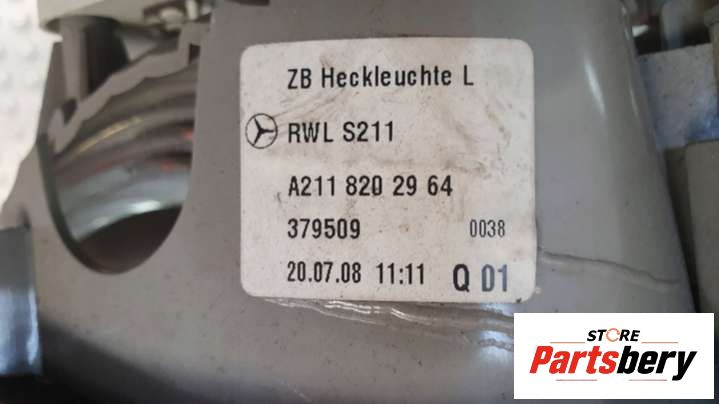 ZB Heckleuchte L
RWL S211
A211 820 29 64
379509 0038
20.07.08 11:11 Q 01
STORE
Partsbery